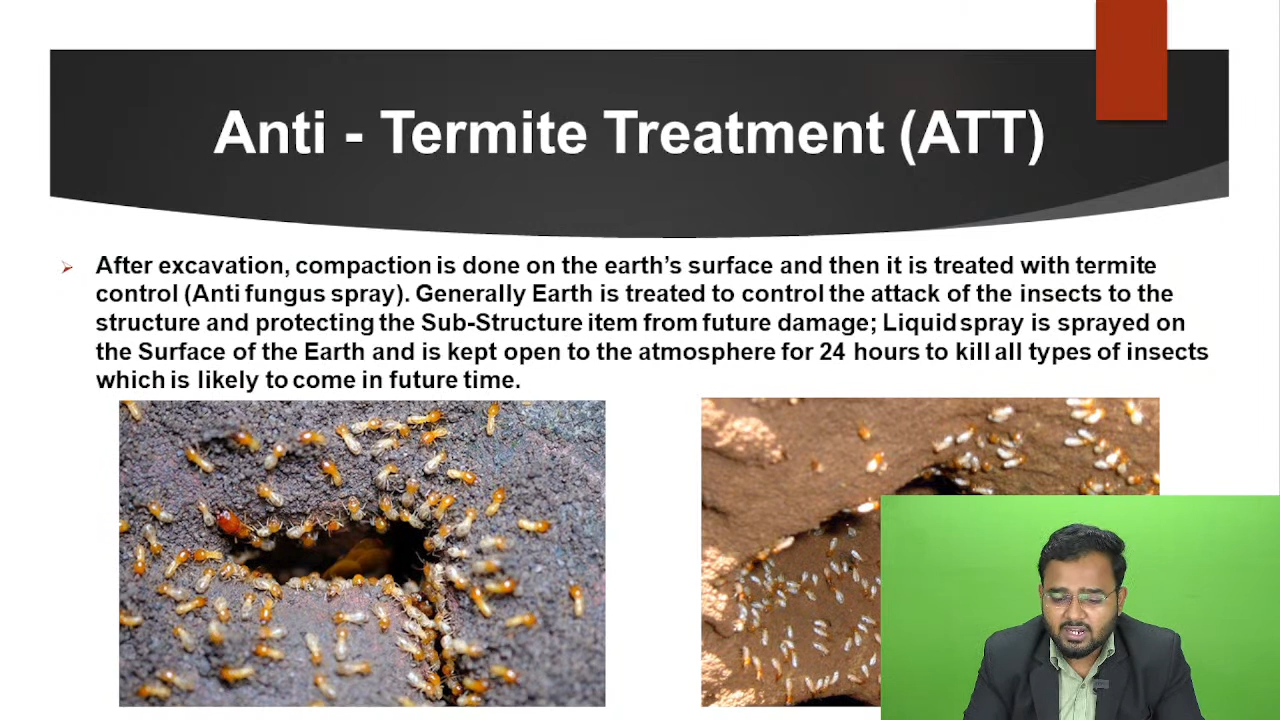 Anti - Termite Treatment (ATT)
After excavation, compaction is done on the earth’s surface and then it is treated with termite
control (Anti fungus spray). Generally Earth is treated to control the attack of the insects to the
structure and protecting the Sub-Structure item from future damage; Liquid spray is sprayed on
the Surface of the Earth and is kept open to the atmosphere for 24 hours to kill all types of insects
which is likely to come in future time.